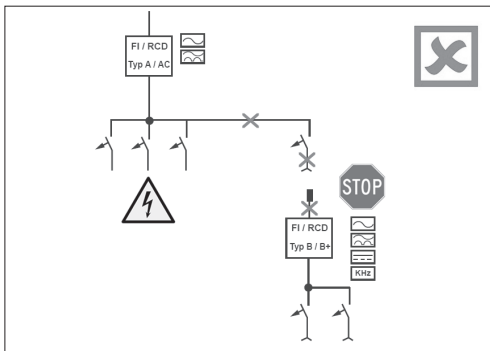 FI / RCD
Typ A / AC
STOP
FI / RCD
Typ B / B+
KHz